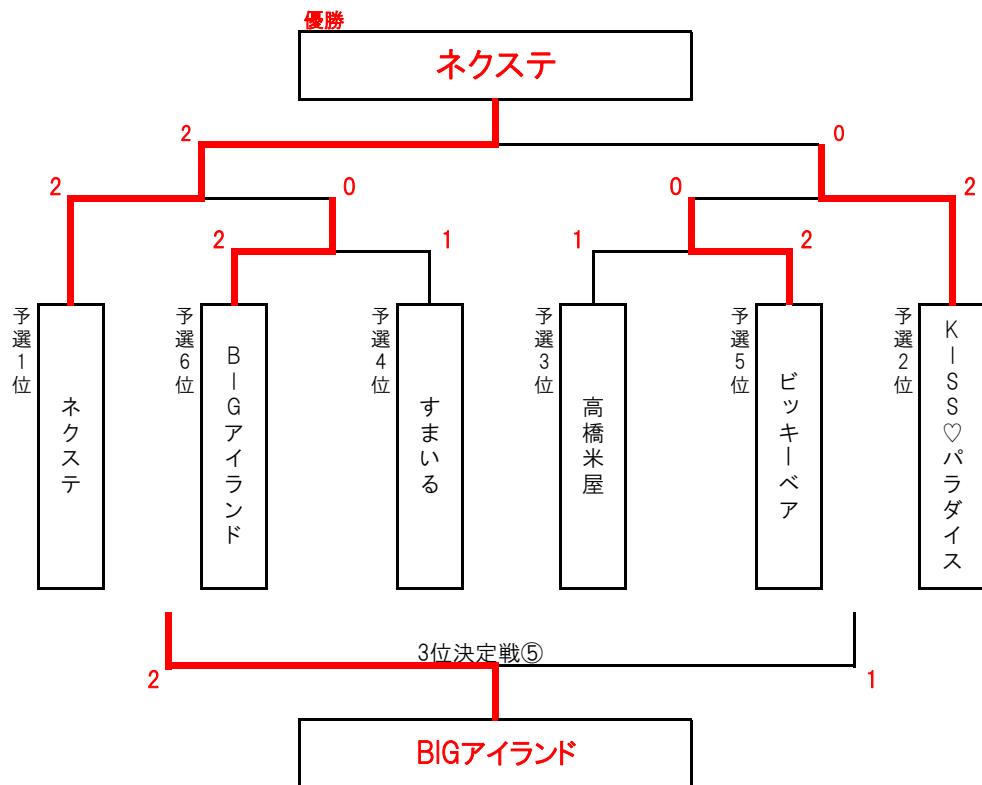 優勝
ネクステ
2
0
2
0
0
2
2
1
1
2
予選1位
ネクステ
予選6位
BIGアイランド
予選4位
すまいる
予選3位
高橋米屋
予選5位
ビッキーベア
予選2位
KISS♡パラダイス
3位決定戦⑤
2
1
BIGアイランド